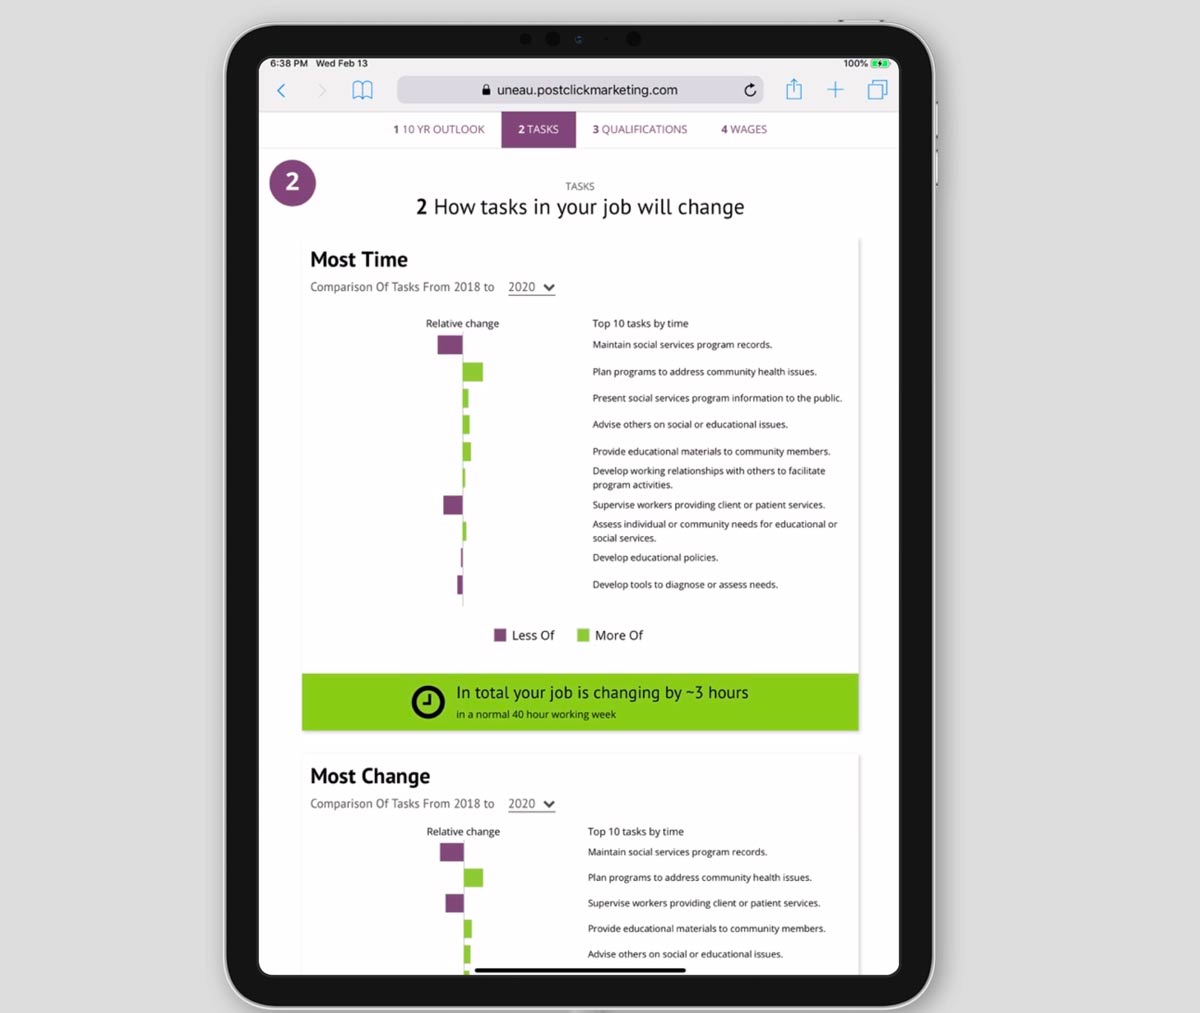 6:38 PM Wed Feb 13
100%
uneau.postclickmarketing.com
1 10 YR OUTLOOK
2 TASKS
3 QUALIFICATIONS
4 WAGES
2
TASKS
2 How tasks in your job will change
Most Time
Comparison Of Tasks From 2018 to 2020
Relative change
Top 10 tasks by time
Maintain social services program records.
Plan programs to address community health issues.
Present social services program information to the public.
Advise others on social or educational issues.
Provide educational materials to community members.
Develop working relationships with others to facilitate
program activities.
Supervise workers providing client or patient services.
Assess individual or community needs for educational or
social services.
Develop educational policies.
Develop tools to diagnose or assess needs.
Less Of
More Of
In total your job is changing by ~3 hours
in a normal 40 hour working week
Most Change
Comparison Of Tasks From 2018 to 2020
Relative change
Top 10 tasks by time
Maintain social services program records.
Plan programs to address community health issues.
Supervise workers providing client or patient services.
Provide educational materials to community members.
Advise others on social or educational issues.